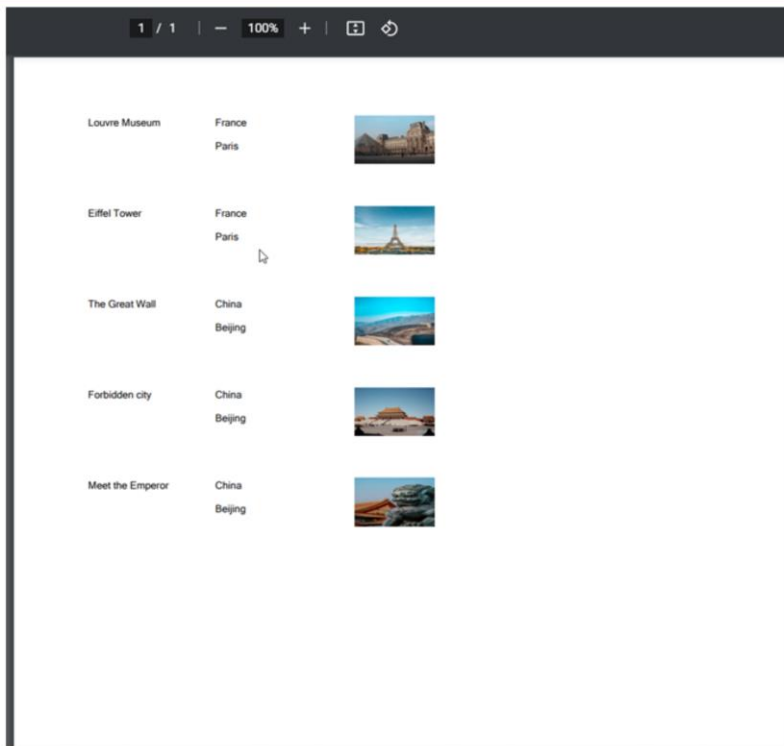 1 / 1 | − 100% + |
Louvre Museum France
Paris
Eiffel Tower France
Paris
The Great Wall China
Beijing
Forbidden city China
Beijing
Meet the Emperor China
Beijing